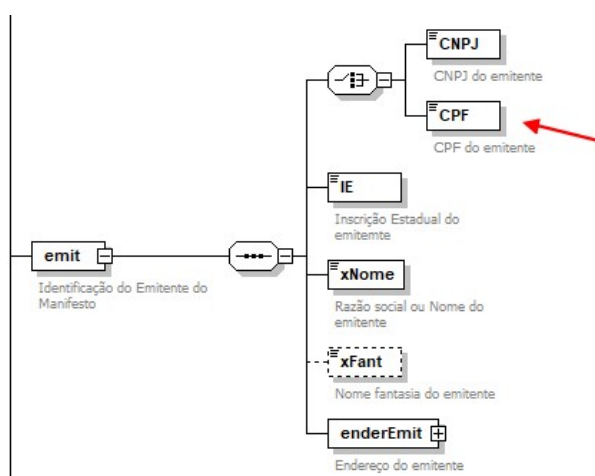 CNPJ
CNPJ do emitente
CPF
CPF do emitente
IE
Inscrição Estadual do
emitemte
emit
Identificação do Emitente do
Manifesto
xNome
Razão social ou Nome do
emitente
xFant
Nome fantasia do emitente
enderEmit
Endereço do emitente